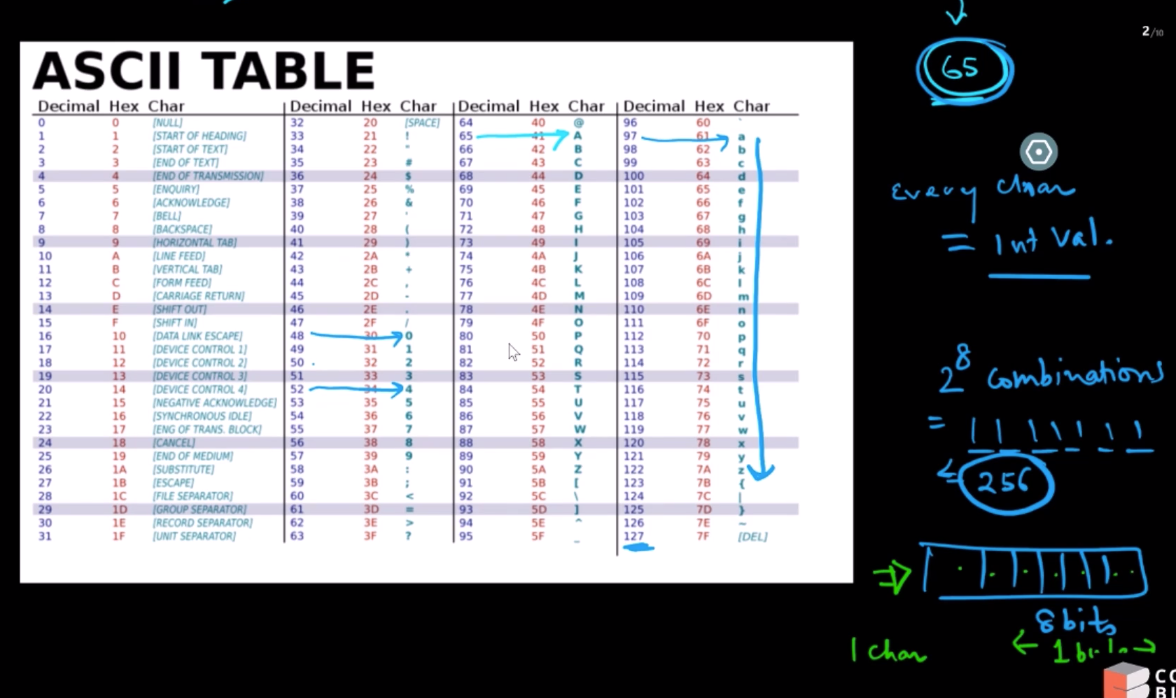 2/10
65
ASCII TABLE
Decimal Hex Char Decimal Hex Char Decimal Hex Char Decimal Hex Char
0 0 [NULL] 32 20 [SPACE] 64 40 @ 96 60 `
1 1 [START OF HEADING] 33 21 ! 65 41 A 97 61 a
2 2 [START OF TEXT] 34 22 " 66 42 B 98 62 b
3 3 [END OF TEXT] 35 23 # 67 43 C 99 63 c
4 4 [END OF TRANSMISSION] 36 24 $ 68 44 D 100 64 d
5 5 [ENQUIRY] 37 25 % 69 45 E 101 65 e
6 6 [ACKNOWLEDGE] 38 26 & 70 46 F 102 66 f
7 7 [BELL] 39 27 ' 71 47 G 103 67 g
8 8 [BACKSPACE] 40 28 ( 72 48 H 104 68 h
9 9 [HORIZONTAL TAB] 41 29 ) 73 49 I 105 69 i
10 A [LINE FEED] 42 2A * 74 4A J 106 6A j
11 B [VERTICAL TAB] 43 2B + 75 4B K 107 6B k
12 C [FORM FEED] 44 2C , 76 4C L 108 6C l
13 D [CARRIAGE RETURN] 45 2D - 77 4D M 109 6D m
14 E [SHIFT OUT] 46 2E . 78 4E N 110 6E n
15 F [SHIFT IN] 47 2F / 79 4F O 111 6F o
16 10 [DATA LINK ESCAPE] 48 30 0 80 50 P 112 70 p
17 11 [DEVICE CONTROL 1] 49 31 1 81 51 Q 113 71 q
18 12 [DEVICE CONTROL 2] 50 32 2 82 52 R 114 72 r
19 13 [DEVICE CONTROL 3] 51 33 3 83 53 S 115 73 s
20 14 [DEVICE CONTROL 4] 52 34 4 84 54 T 116 74 t
21 15 [NEGATIVE ACKNOWLEDGE] 53 35 5 85 55 U 117 75 u
22 16 [SYNCHRONOUS IDLE] 54 36 6 86 56 V 118 76 v
23 17 [ENG OF TRANS. BLOCK] 55 37 7 87 57 W 119 77 w
24 18 [CANCEL] 56 38 8 88 58 X 120 78 x
25 19 [END OF MEDIUM] 57 39 9 89 59 Y 121 79 y
26 1A [SUBSTITUTE] 58 3A : 90 5A Z 122 7A z
27 1B [ESCAPE] 59 3B ; 91 5B [ 123 7B {
28 1C [FILE SEPARATOR] 60 3C < 92 5C \ 124 7C |
29 1D [GROUP SEPARATOR] 61 3D = 93 5D ] 125 7D }
30 1E [RECORD SEPARATOR] 62 3E > 94 5E ^ 126 7E ~
31 1F [UNIT SEPARATOR] 63 3F ? 95 5F _ 127 7F [DEL]
Every char
= Int Val.
2^8 combinations
= 1 1 1 1 1 1 1
256
8 bits
1 char